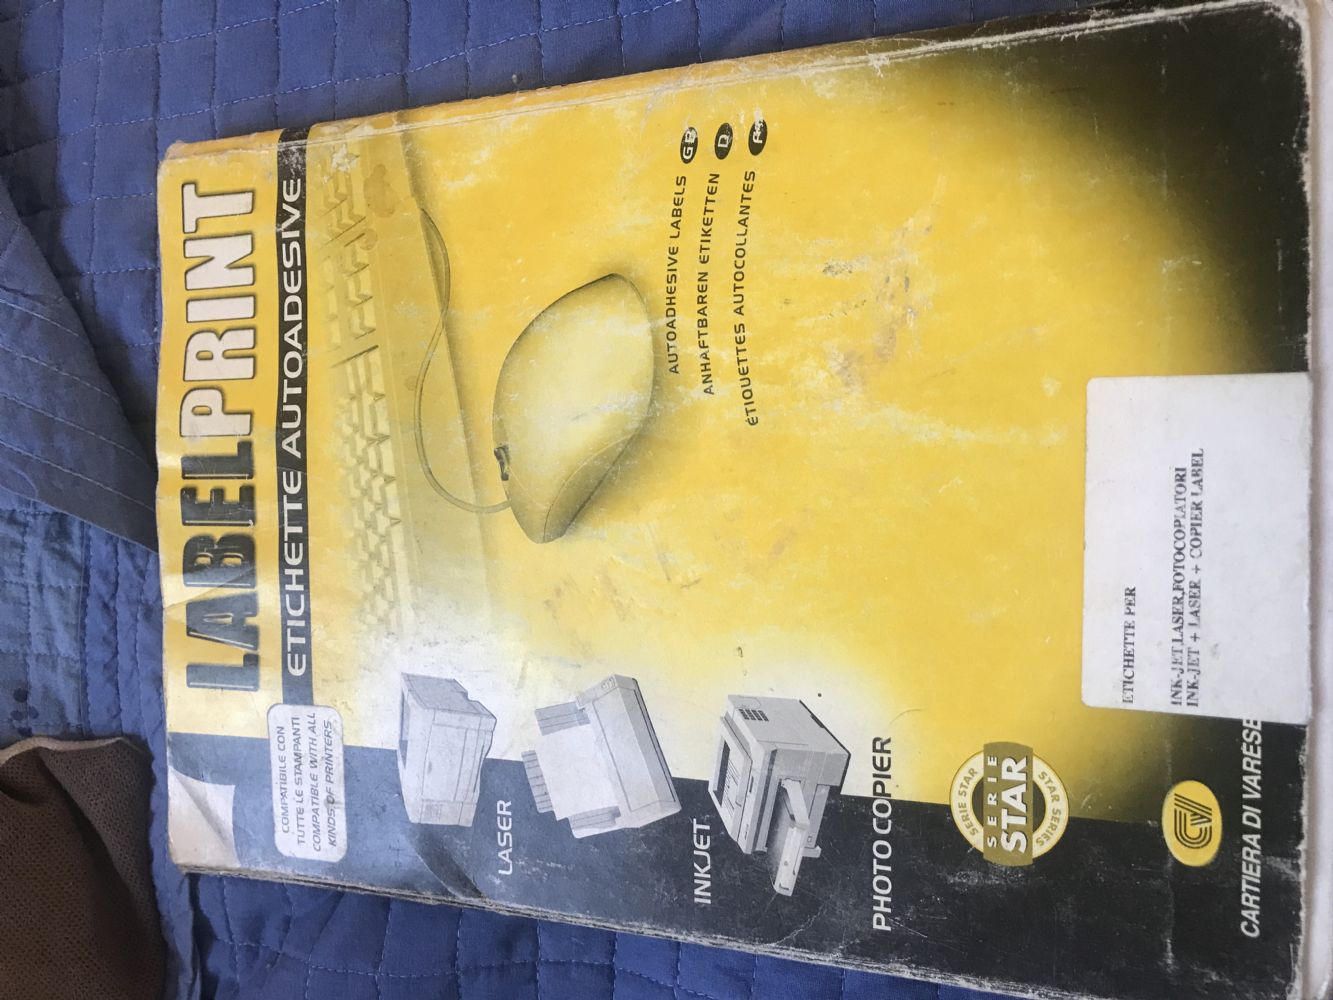 LABELPRINT
ETICHETTE AUTOADESIVE
COMPATIBILE CON
TUTTE LE STAMPANTI
COMPATIBLE WITH ALL
KINDS OF PRINTERS
AUTOADHESIVE LABELS GB
ANHAFTBAREN ETIKETTEN D
ÉTIQUETTES AUTOCOLLANTES F
LASER
INKJET
PHOTO COPIER
SERIE STAR
SERIE
STAR
STAR SERIES
ETICHETTE PER
INK-JET,LASER,FOTOCOPIATORI
INK-JET + LASER + COPIER LABEL
CV
CARTIERA DI VARESE